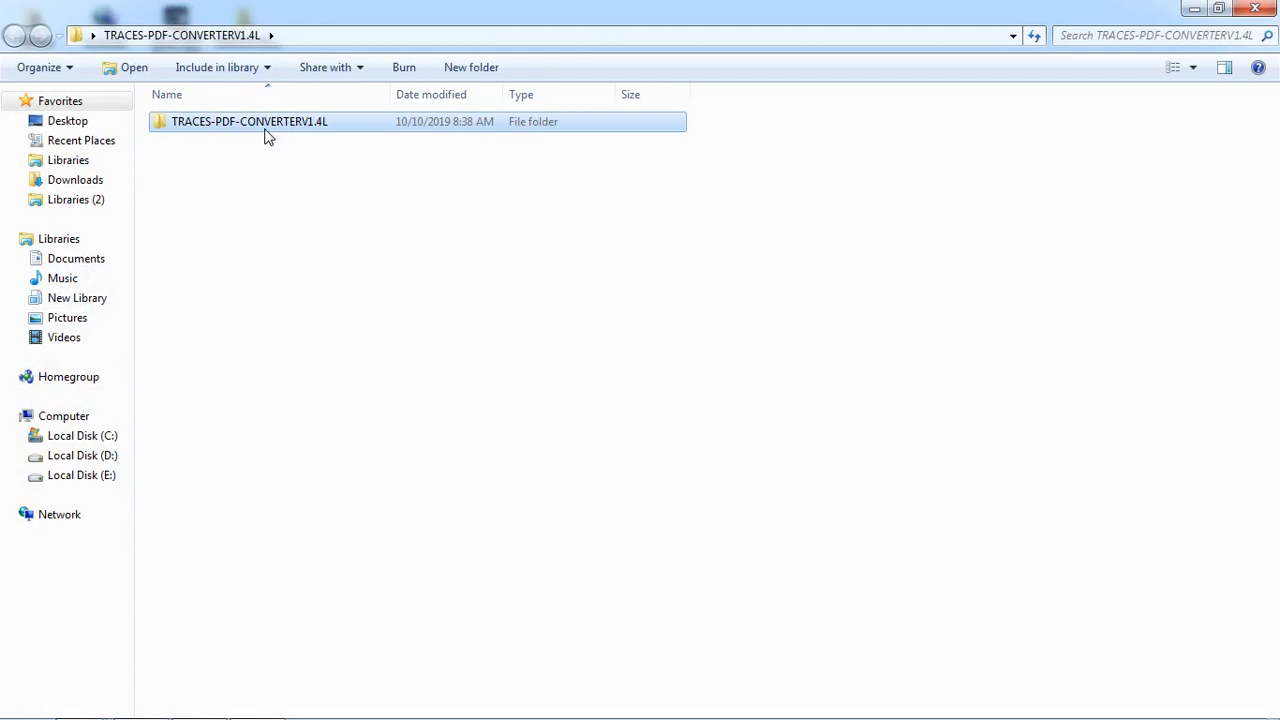 TRACES-PDF-CONVERTERV1.4L
Search TRACES-PDF-CONVERTERV1.4L
Organize Open Include in library Share with Burn New folder
Name Date modified Type Size
TRACES-PDF-CONVERTERV1.4L 10/10/2019 8:38 AM File folder
Favorites
Desktop
Recent Places
Libraries
Downloads
Libraries (2)
Libraries
Documents
Music
New Library
Pictures
Videos
Homegroup
Computer
Local Disk (C:)
Local Disk (D:)
Local Disk (E:)
Network